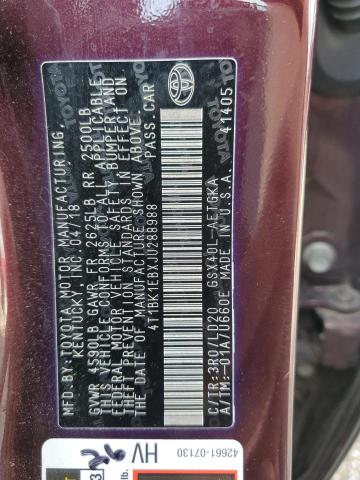 MFD. BY:TOYOTA MOTOR MANUFACTURING
KENTUCKY, INC. 04/18
GVWR 4590LB GAWR FR 2625LB RR 2500LB
THIS VEHICLE CONFORMS TO ALL APPLICABLE
FEDERAL MOTOR VEHICLE SAFETY, BUMPER, AND
THEFT PREVENTION STANDARDS IN EFFECT ON
THE DATE OF MANUFACTURE SHOWN ABOVE.
4T1BK1EBXJU288988 PASS.CAR
C/TR:3R0/LD20 GSX40L-AETGKA
A/TM:-01A/U660E MADE IN U.S.A. 41405
TOYOTA
42661-07130
HV